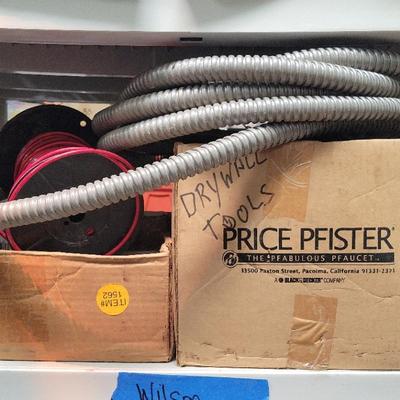 DRYWALL
TOOLS
PRICE PFISTER®
THE PFABULOUS PFAUCET®
13500 Paxton Street, Pacoima, California 91331-2371
A BLACK & DECKER® COMPANY
ITEM#
1562
Wilson